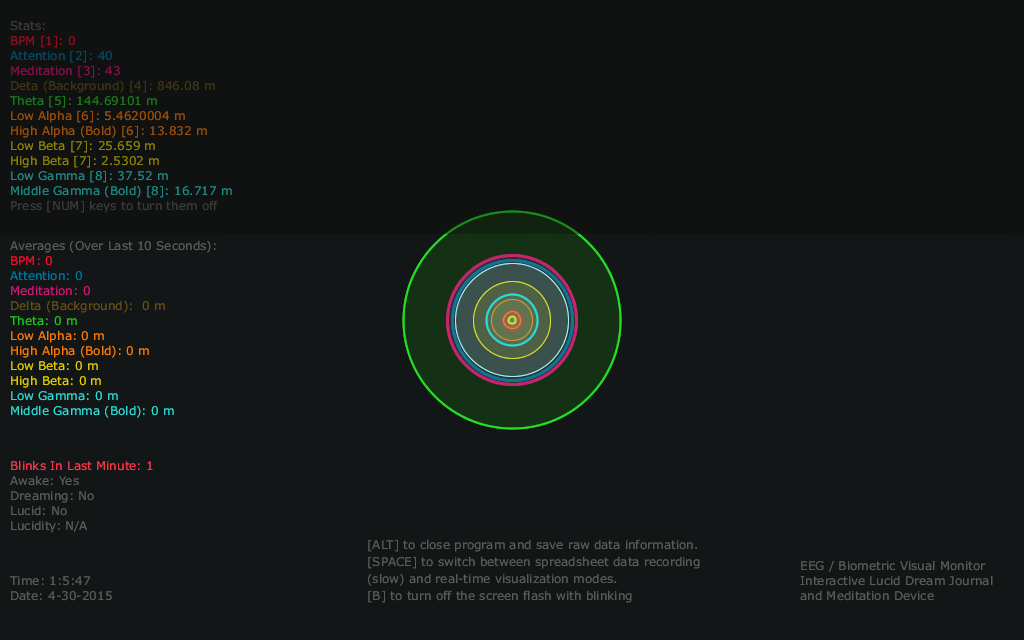 Stats:
BPM [1]: 0
Attention [2]: 40
Meditation [3]: 43
Deta (Background) [4]: 846.08 m
Theta [5]: 144.69101 m
Low Alpha [6]: 5.4620004 m
High Alpha (Bold) [6]: 13.832 m
Low Beta [7]: 25.659 m
High Beta [7]: 2.5302 m
Low Gamma [8]: 37.52 m
Middle Gamma (Bold) [8]: 16.717 m
Press [NUM] keys to turn them off
Averages (Over Last 10 Seconds):
BPM: 0
Attention: 0
Meditation: 0
Delta (Background):  0 m
Theta: 0 m
Low Alpha: 0 m
High Alpha (Bold): 0 m
Low Beta: 0 m
High Beta: 0 m
Low Gamma: 0 m
Middle Gamma (Bold): 0 m
Blinks In Last Minute: 1
Awake: Yes
Dreaming: No
Lucid: No
Lucidity: N/A
Time: 1:5:47
Date: 4-30-2015
[ALT] to close program and save raw data information.
[SPACE] to switch between spreadsheet data recording
(slow) and real-time visualization modes.
[B] to turn off the screen flash with blinking
EEG / Biometric Visual Monitor
Interactive Lucid Dream Journal
and Meditation Device